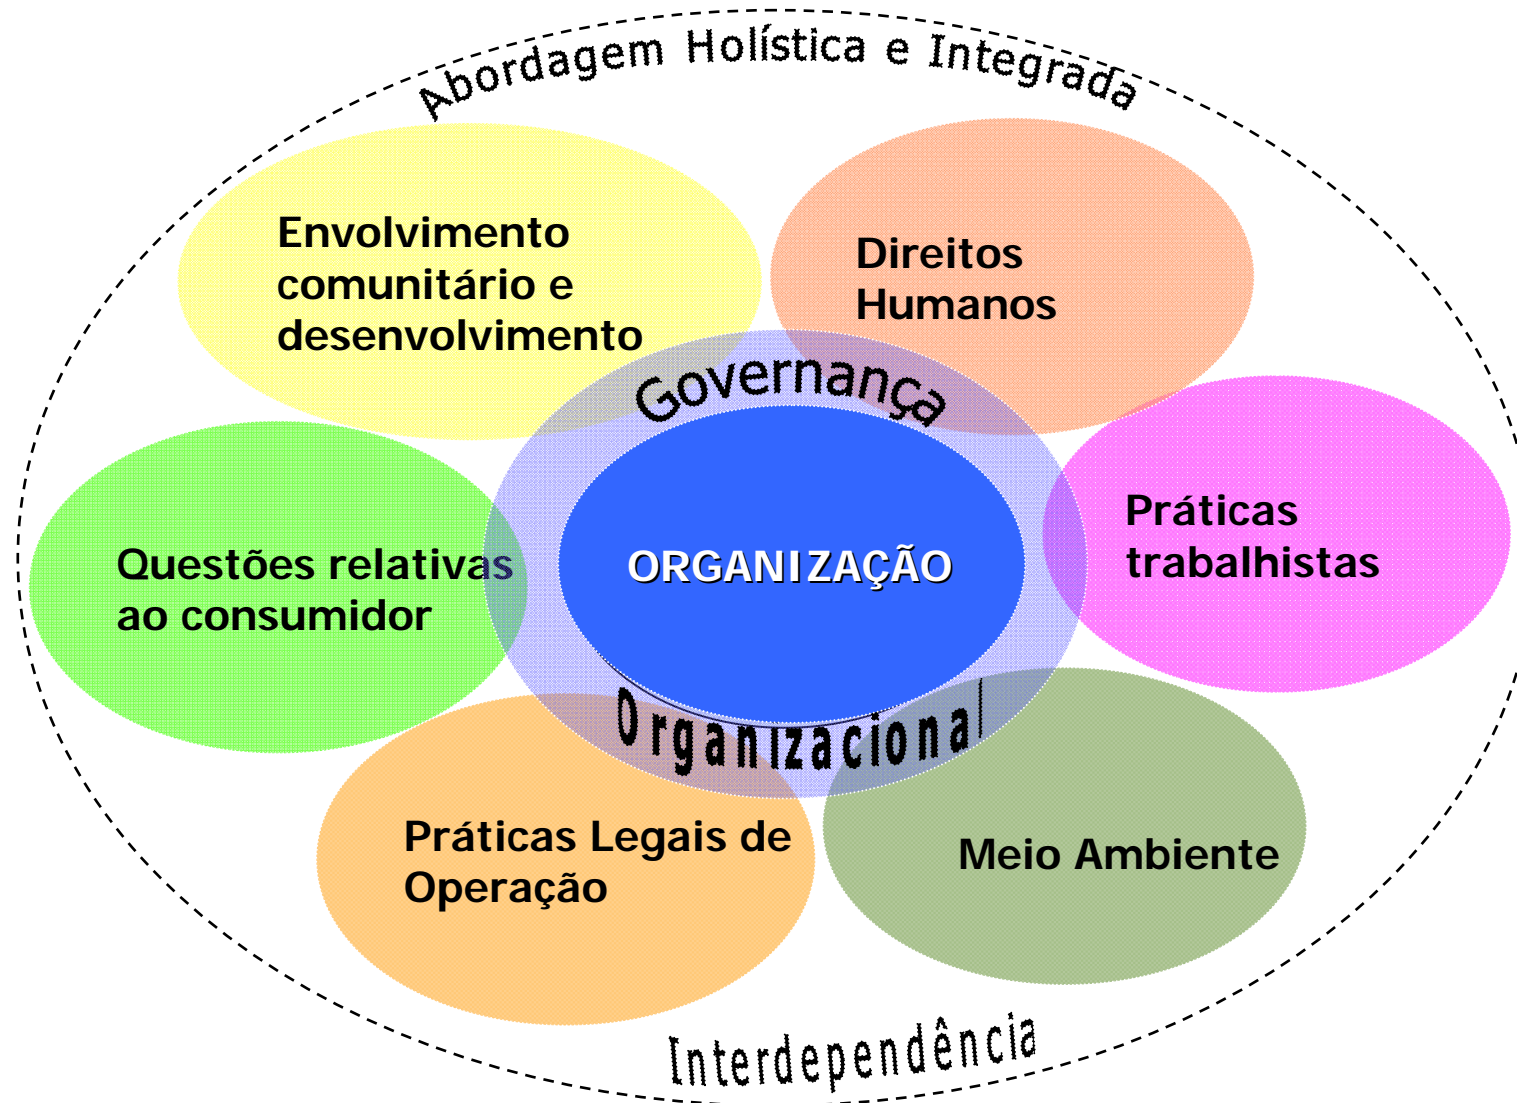 Abordagem Holística e Integrada
Envolvimento
comunitário e
desenvolvimento
Direitos
Humanos
Governança
Práticas
trabalhistas
Questões relativas
ao consumidor
ORGANIZAÇÃO
Organizacional
Práticas Legais de
Operação
Meio Ambiente
Interdependência